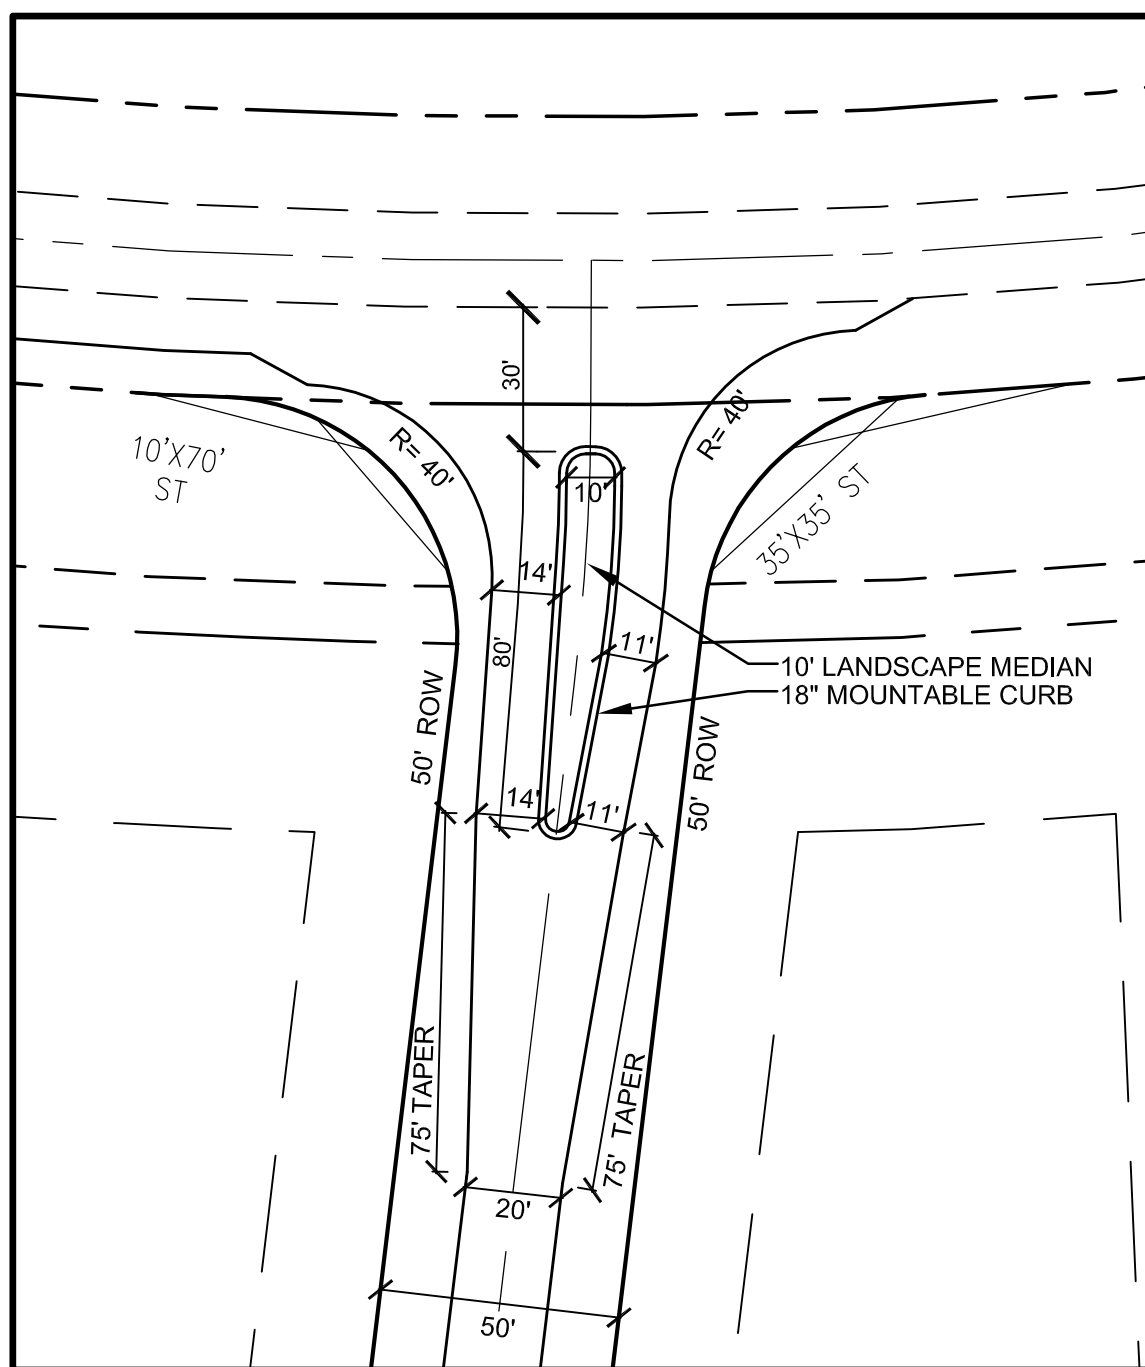 30'
R= 40'
R= 40'
10'X70'
ST
10'
35'X35' ST
14'
11'
80'
10' LANDSCAPE MEDIAN
18" MOUNTABLE CURB
50' ROW
50' ROW
14'
11'
75' TAPER
75' TAPER
20'
50'